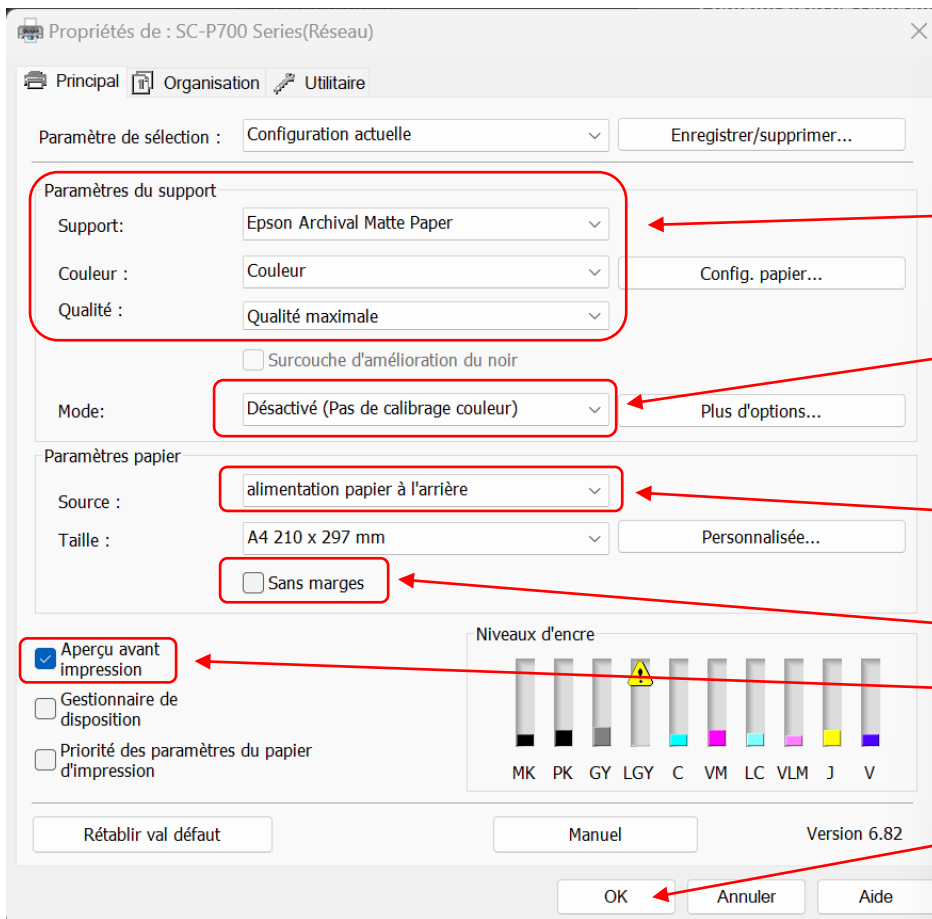 Propriétés de : SC-P700 Series(Réseau)
Principal Organisation Utilitaire
Paramètre de sélection : Configuration actuelle Enregistrer/supprimer...
Paramètres du support
Support: Epson Archival Matte Paper
Couleur : Couleur Config. papier...
Qualité : Qualité maximale
Surcouche d'amélioration du noir
Mode: Désactivé (Pas de calibrage couleur) Plus d'options...
Paramètres papier
Source : alimentation papier à l'arrière
Taille : A4 210 x 297 mm Personnalisée...
Sans marges
Aperçu avant
impression
Gestionnaire de
disposition
Priorité des paramètres du papier
d'impression
Niveaux d'encre
MK PK GY LGY C VM LC VLM J V
Rétablir val défaut Manuel Version 6.82
OK Annuler Aide